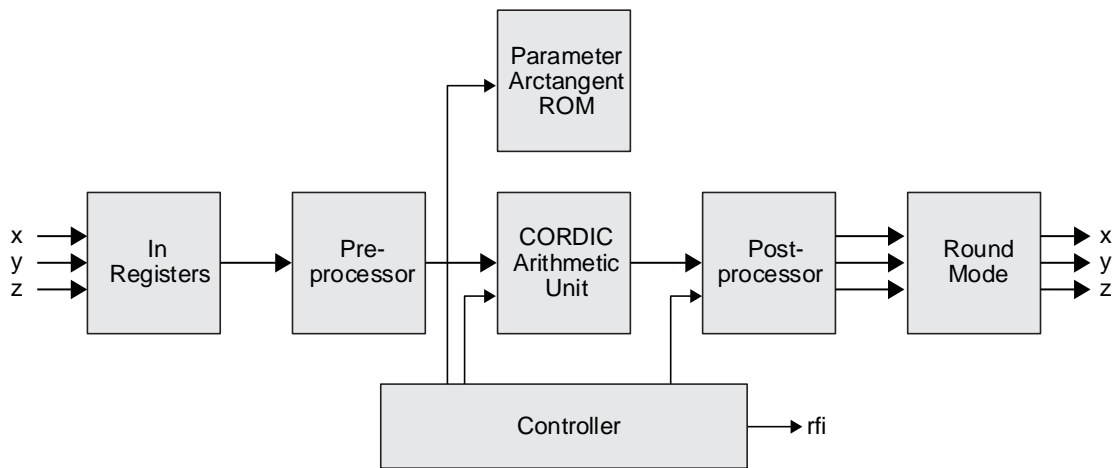 Parameter
Arctangent
ROM
x
y
z
In
Registers
Pre-
processor
CORDIC
Arithmetic
Unit
Post-
processor
Round
Mode
x
y
z
Controller
rfi